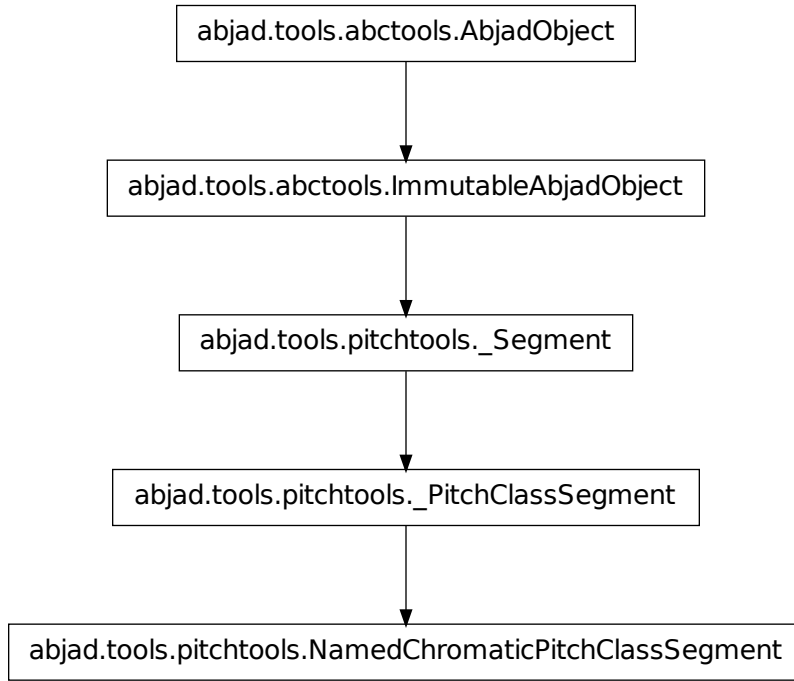 abjad.tools.abctools.AbjadObject
abjad.tools.abctools.ImmutableAbjadObject
abjad.tools.pitchtools._Segment
abjad.tools.pitchtools._PitchClassSegment
abjad.tools.pitchtools.NamedChromaticPitchClassSegment